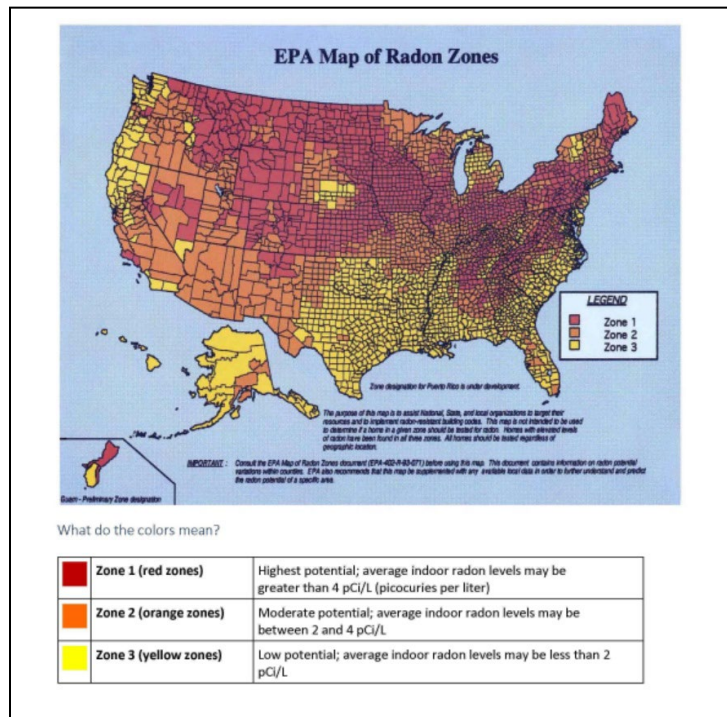 EPA Map of Radon Zones
LEGEND
Zone 1
Zone 2
Zone 3
Zone designation for Puerto Rico is under development.
The purpose of this map is to assist National, State, and local organizations to target their
resources and to implement radon-resistant building codes. This map is not intended to be used
to determine if a home in a given zone should be tested for radon. Homes with elevated levels
of radon have been found in all three zones. All homes should be tested regardless of
geographic location.
IMPORTANT : Consult the EPA Map of Radon Zones document (EPA-402-R-93-071) before using this map. This document contains information on radon potential
variations within counties. EPA also recommends that this map be supplemented with any available local data in order to further understand and predict
the radon potential of a specific area.
Guam - Preliminary Zone designation
What do the colors mean?
Zone 1 (red zones)
Highest potential; average indoor radon levels may be
greater than 4 pCi/L (picocuries per liter)
Zone 2 (orange zones)
Moderate potential; average indoor radon levels may be
between 2 and 4 pCi/L
Zone 3 (yellow zones)
Low potential; average indoor radon levels may be less than 2
pCi/L